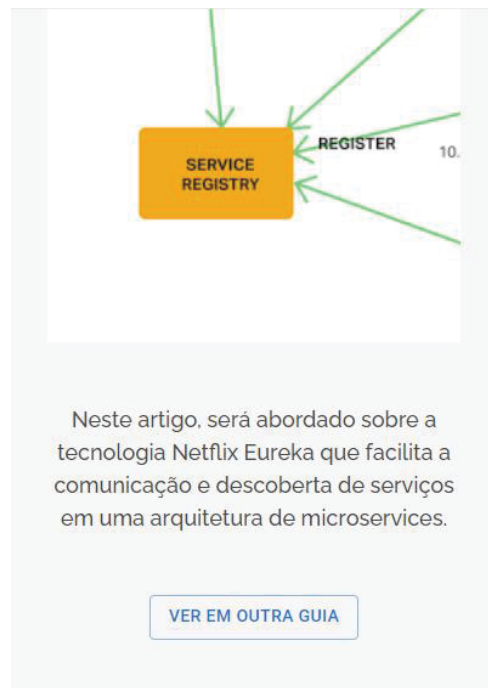 SERVICE
REGISTRY
REGISTER
10.
Neste artigo, será abordado sobre a
tecnologia Netflix Eureka que facilita a
comunicação e descoberta de serviços
em uma arquitetura de microservices.
VER EM OUTRA GUIA